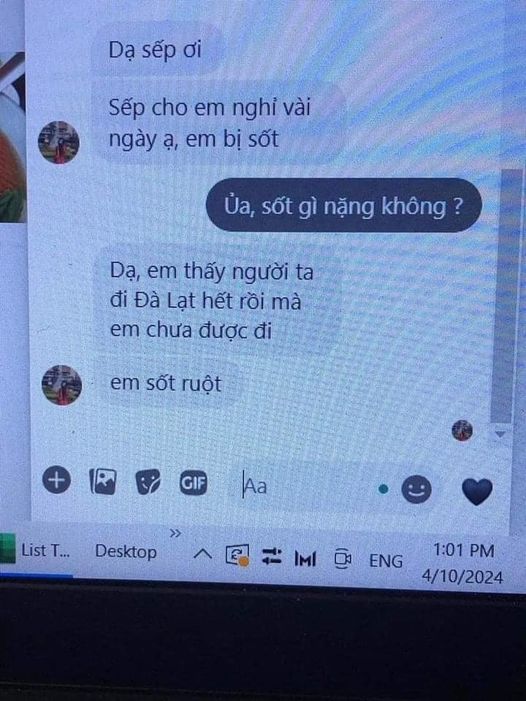 Dạ sếp ơi
Sếp cho em nghỉ vài
ngày ạ, em bị sốt
Ủa, sốt gì nặng không ?
Dạ, em thấy người ta
đi Đà Lạt hết rồi mà
em chưa được đi
em sốt ruột
GIF
Aa
List T...
Desktop
ENG
1:01 PM
4/10/2024